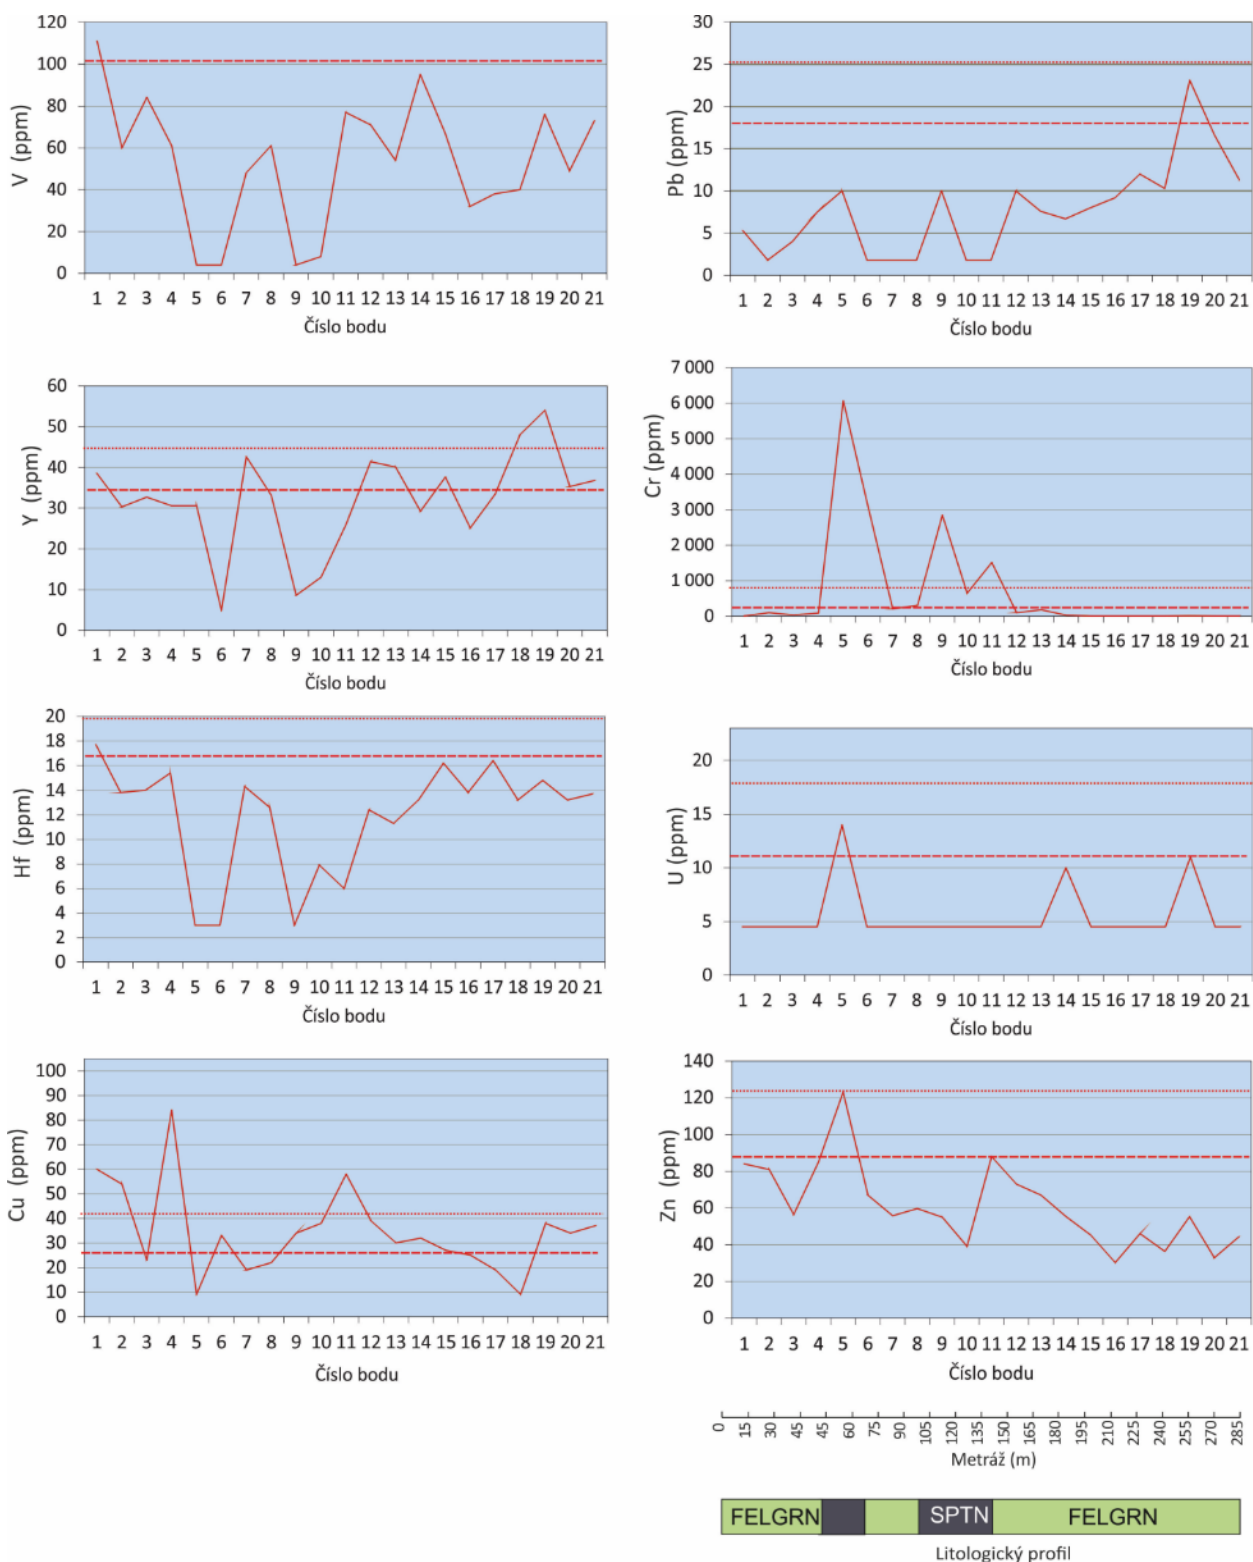 120
100
80
60
40
20
0
V (ppm)
1 2 3 4 5 6 7 8 9 10 11 12 13 14 15 16 17 18 19 20 21
Číslo bodu
30
25
20
15
10
5
0
Pb (ppm)
1 2 3 4 5 6 7 8 9 10 11 12 13 14 15 16 17 18 19 20 21
Číslo bodu
60
50
40
30
20
10
0
Y (ppm)
1 2 3 4 5 6 7 8 9 10 11 12 13 14 15 16 17 18 19 20 21
Číslo bodu
7 000
6 000
5 000
4 000
3 000
2 000
1 000
0
Cr (ppm)
1 2 3 4 5 6 7 8 9 10 11 12 13 14 15 16 17 18 19 20 21
Číslo bodu
20
18
16
14
12
10
8
6
4
2
0
Hf (ppm)
1 2 3 4 5 6 7 8 9 10 11 12 13 14 15 16 17 18 19 20 21
Číslo bodu
20
15
10
5
0
U (ppm)
1 2 3 4 5 6 7 8 9 10 11 12 13 14 15 16 17 18 19 20 21
Číslo bodu
100
90
80
70
60
50
40
30
20
10
0
Cu (ppm)
1 2 3 4 5 6 7 8 9 10 11 12 13 14 15 16 17 18 19 20 21
Číslo bodu
140
120
100
80
60
40
20
0
Zn (ppm)
1 2 3 4 5 6 7 8 9 10 11 12 13 14 15 16 17 18 19 20 21
Číslo bodu
0 15 30 45 60 75 90 105 120 135 150 165 180 195 210 225 240 255 270 285
Metráž (m)
FELGRN SPTN FELGRN
Litologický profil